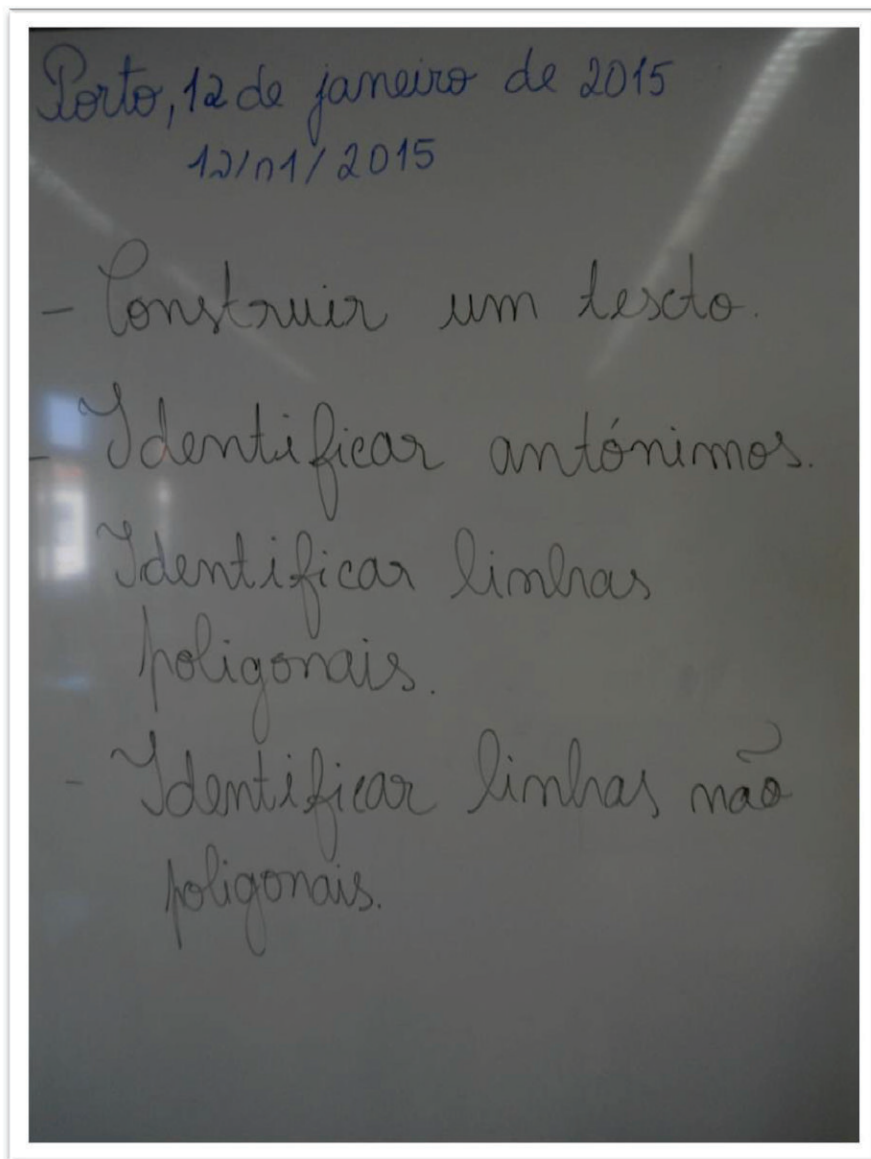 Porto, 12 de janeiro de 2015
12/01/2015
- Construir um texto.
- Identificar antónimos.
Identificar linhas
poligonais.
- Identificar linhas não
poligonais.